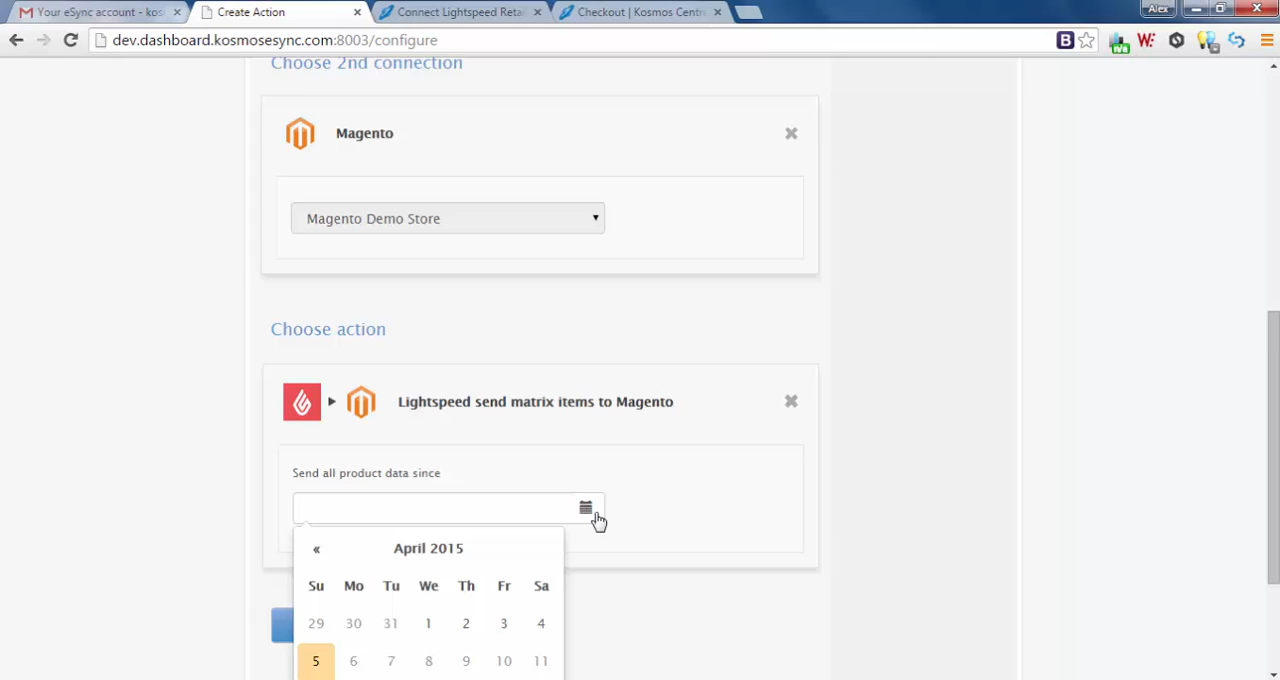 Your eSync account - kos
Create Action
Connect Lightspeed Retai
Checkout | Kosmos Centr
Alex
dev.dashboard.kosmosesync.com:8003/configure
B
W
Choose 2nd connection
Magento
Magento Demo Store
Choose action
Lightspeed send matrix items to Magento
Send all product data since
« April 2015
Su Mo Tu We Th Fr Sa
29 30 31 1 2 3 4
5 6 7 8 9 10 11